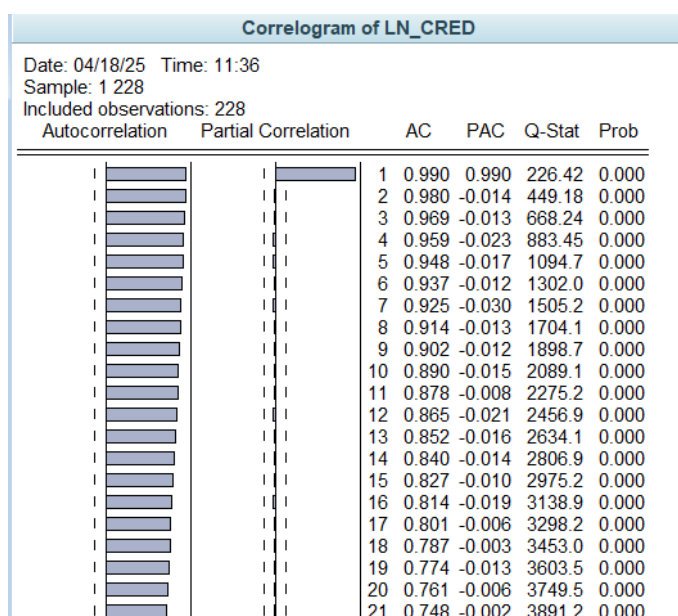 Correlogram of LN_CRED
Date: 04/18/25 Time: 11:36
Sample: 1 228
Included observations: 228
Autocorrelation Partial Correlation AC PAC Q-Stat Prob
1 0.990 0.990 226.42 0.000
2 0.980 -0.014 449.18 0.000
3 0.969 -0.013 668.24 0.000
4 0.959 -0.023 883.45 0.000
5 0.948 -0.017 1094.7 0.000
6 0.937 -0.012 1302.0 0.000
7 0.925 -0.030 1505.2 0.000
8 0.914 -0.013 1704.1 0.000
9 0.902 -0.012 1898.7 0.000
10 0.890 -0.015 2089.1 0.000
11 0.878 -0.008 2275.2 0.000
12 0.865 -0.021 2456.9 0.000
13 0.852 -0.016 2634.1 0.000
14 0.840 -0.014 2806.9 0.000
15 0.827 -0.010 2975.2 0.000
16 0.814 -0.019 3138.9 0.000
17 0.801 -0.006 3298.2 0.000
18 0.787 -0.003 3453.0 0.000
19 0.774 -0.013 3603.5 0.000
20 0.761 -0.006 3749.5 0.000
21 0.748 -0.002 3891.2 0.000